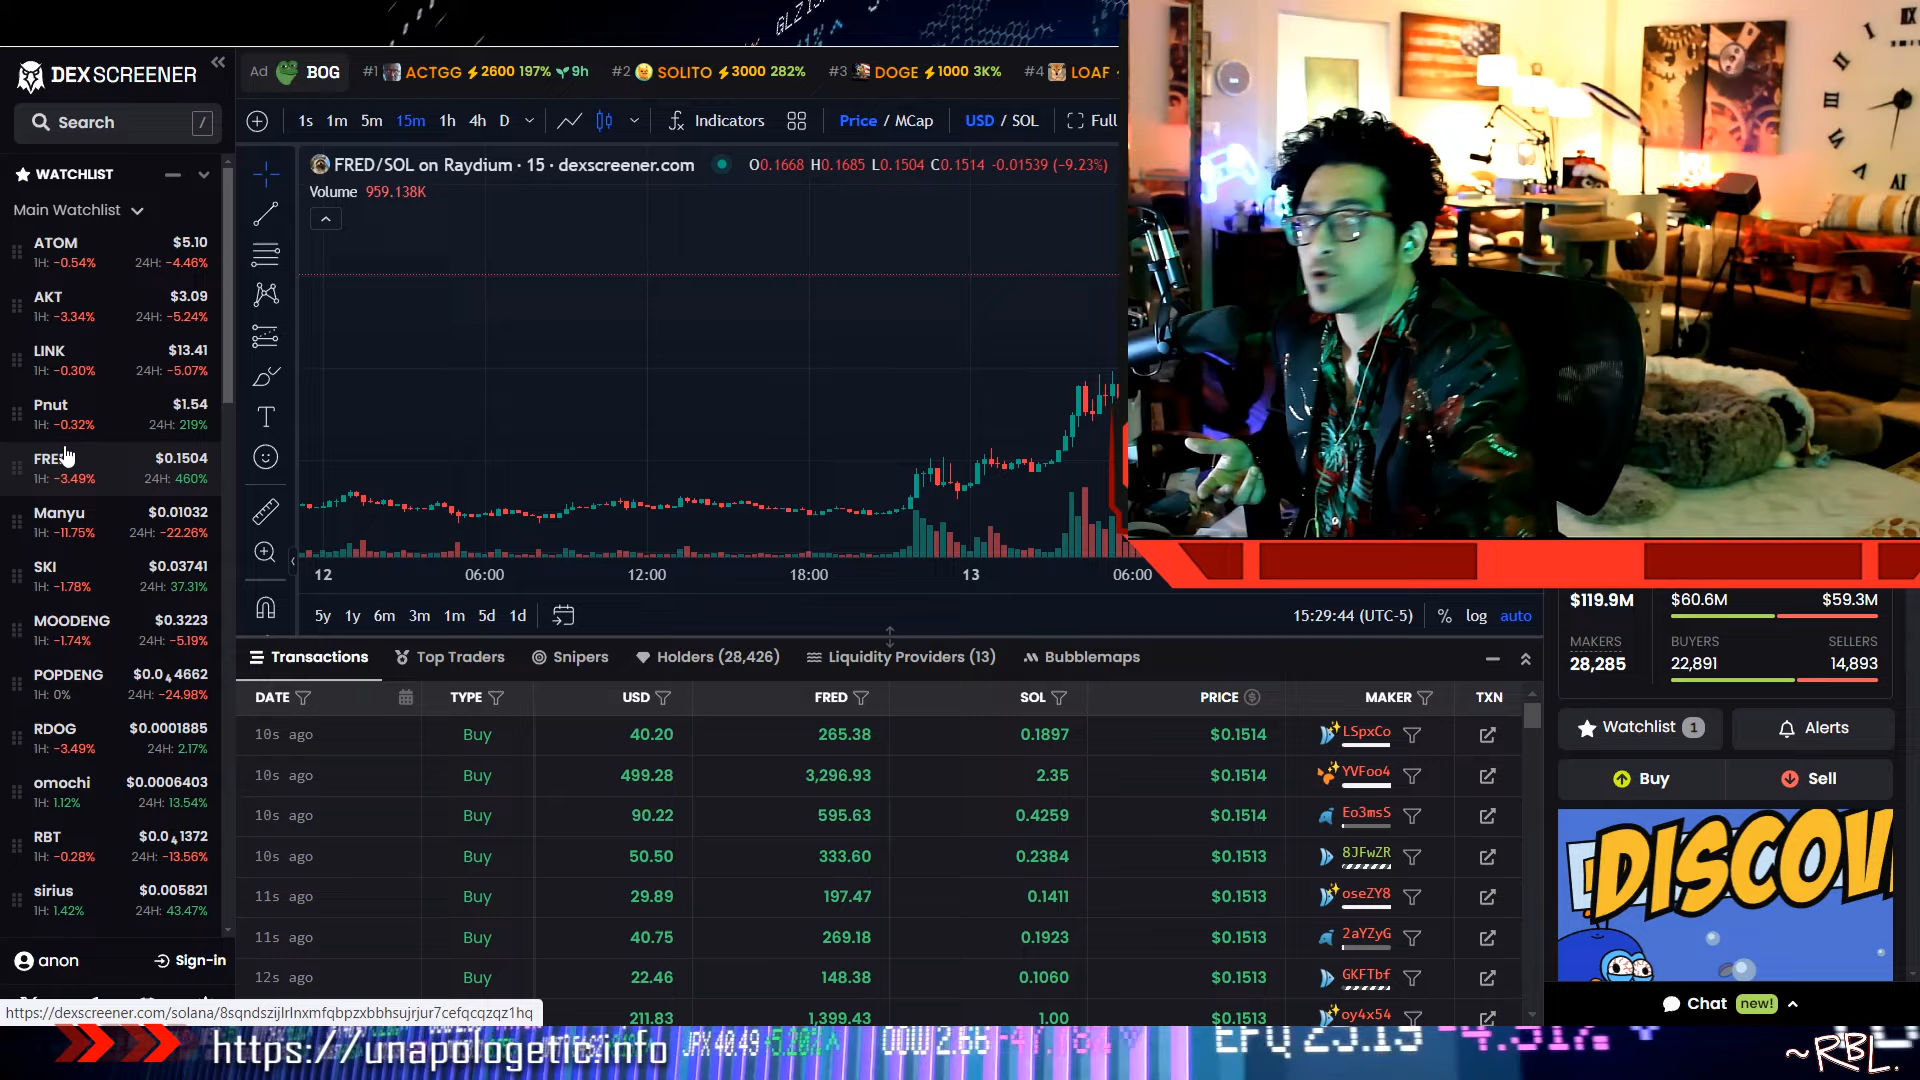 DEXSCREENER
Ad BOG #1 ACTGG 2600 197% 9h #2 SOLITO 3000 282% #3 DOGE 1000 3K% #4 LOAF
Search /
1s 1m 5m 15m 1h 4h D Indicators Price / MCap USD / SOL Full
WATCHLIST
Main Watchlist
FRED/SOL on Raydium · 15 · dexscreener.com O0.1668 H0.1685 L0.1504 C0.1514 -0.01539 (-9.23%)
Volume 959.138K
ATOM $5.10
1H: -0.54% 24H: -4.46%
AKT $3.09
1H: -3.34% 24H: -5.24%
LINK $13.41
1H: -0.30% 24H: -5.07%
Pnut $1.54
1H: -0.32% 24H: 219%
$0.1504
1H: -3.49% 24H: 460%
Manyu $0.01032
1H: -11.75% 24H: -22.26%
SKI $0.03741
1H: -1.78% 24H: 37.31%
MOODENG $0.3223
1H: -1.74% 24H: -5.19%
POPDENG $0.0₄4662
1H: 0% 24H: -24.98%
RDOG $0.0001885
1H: -3.49% 24H: 2.17%
omochi $0.0006403
1H: 1.12% 24H: 13.54%
RBT $0.0₄1372
1H: -0.28% 24H: -13.56%
sirius $0.005821
1H: 1.42% 24H: 43.47%
anon Sign-in
12 06:00 12:00 18:00 13 06:00
5y 1y 6m 3m 1m 5d 1d 15:29:44 (UTC-5) % log auto
Transactions Top Traders Snipers Holders (28,426) Liquidity Providers (13) Bubblemaps
DATE TYPE USD FRED SOL PRICE MAKER TXN
10s ago Buy 40.20 265.38 0.1897 $0.1514 LSpxCo
10s ago Buy 499.28 3,296.93 2.35 $0.1514 YVFoo4
10s ago Buy 90.22 595.63 0.4259 $0.1514 Eo3msS
10s ago Buy 50.50 333.60 0.2384 $0.1513 8JFwZR
11s ago Buy 29.89 197.47 0.1411 $0.1513 oseZY8
11s ago Buy 40.75 269.18 0.1923 $0.1513 2aYZyG
12s ago Buy 22.46 148.38 0.1060 $0.1513 GKFTbf
211.83 1,399.43 1.00 $0.1513 oy4x54
$119.9M $60.6M $59.3M
MAKERS BUYERS SELLERS
28,285 22,891 14,893
Watchlist 1 Alerts
Buy Sell
DISCOV
Chat new!
https://dexscreener.com/solana/8sqndszijlrlnxmfqbpzxbbhsujrjur7cefqcqzqz1hq
https://unapologetic.info
JPX 40.49 +5.20%
~RBL.